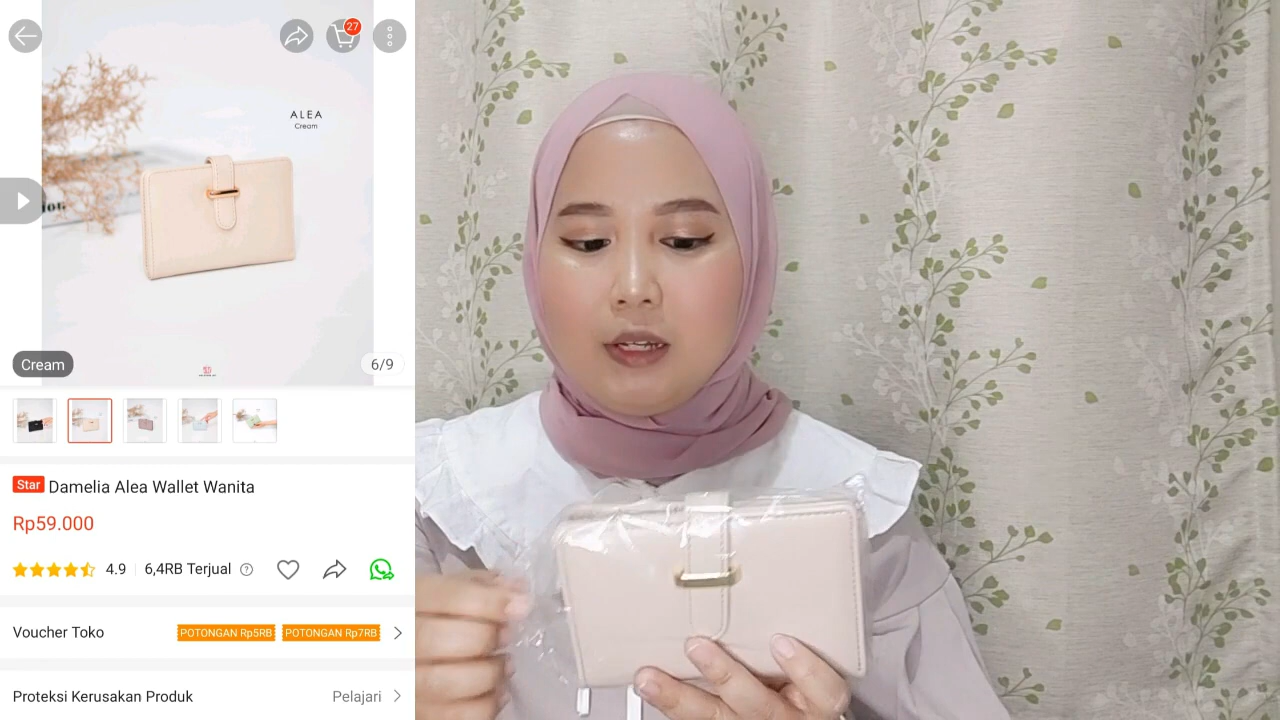 27
ALEA
Cream
ion
Cream
6/9
Star Damelia Alea Wallet Wanita
Rp59.000
4.9 6,4RB Terjual ?
Voucher Toko POTONGAN Rp5RB POTONGAN Rp7RB
Proteksi Kerusakan Produk Pelajari